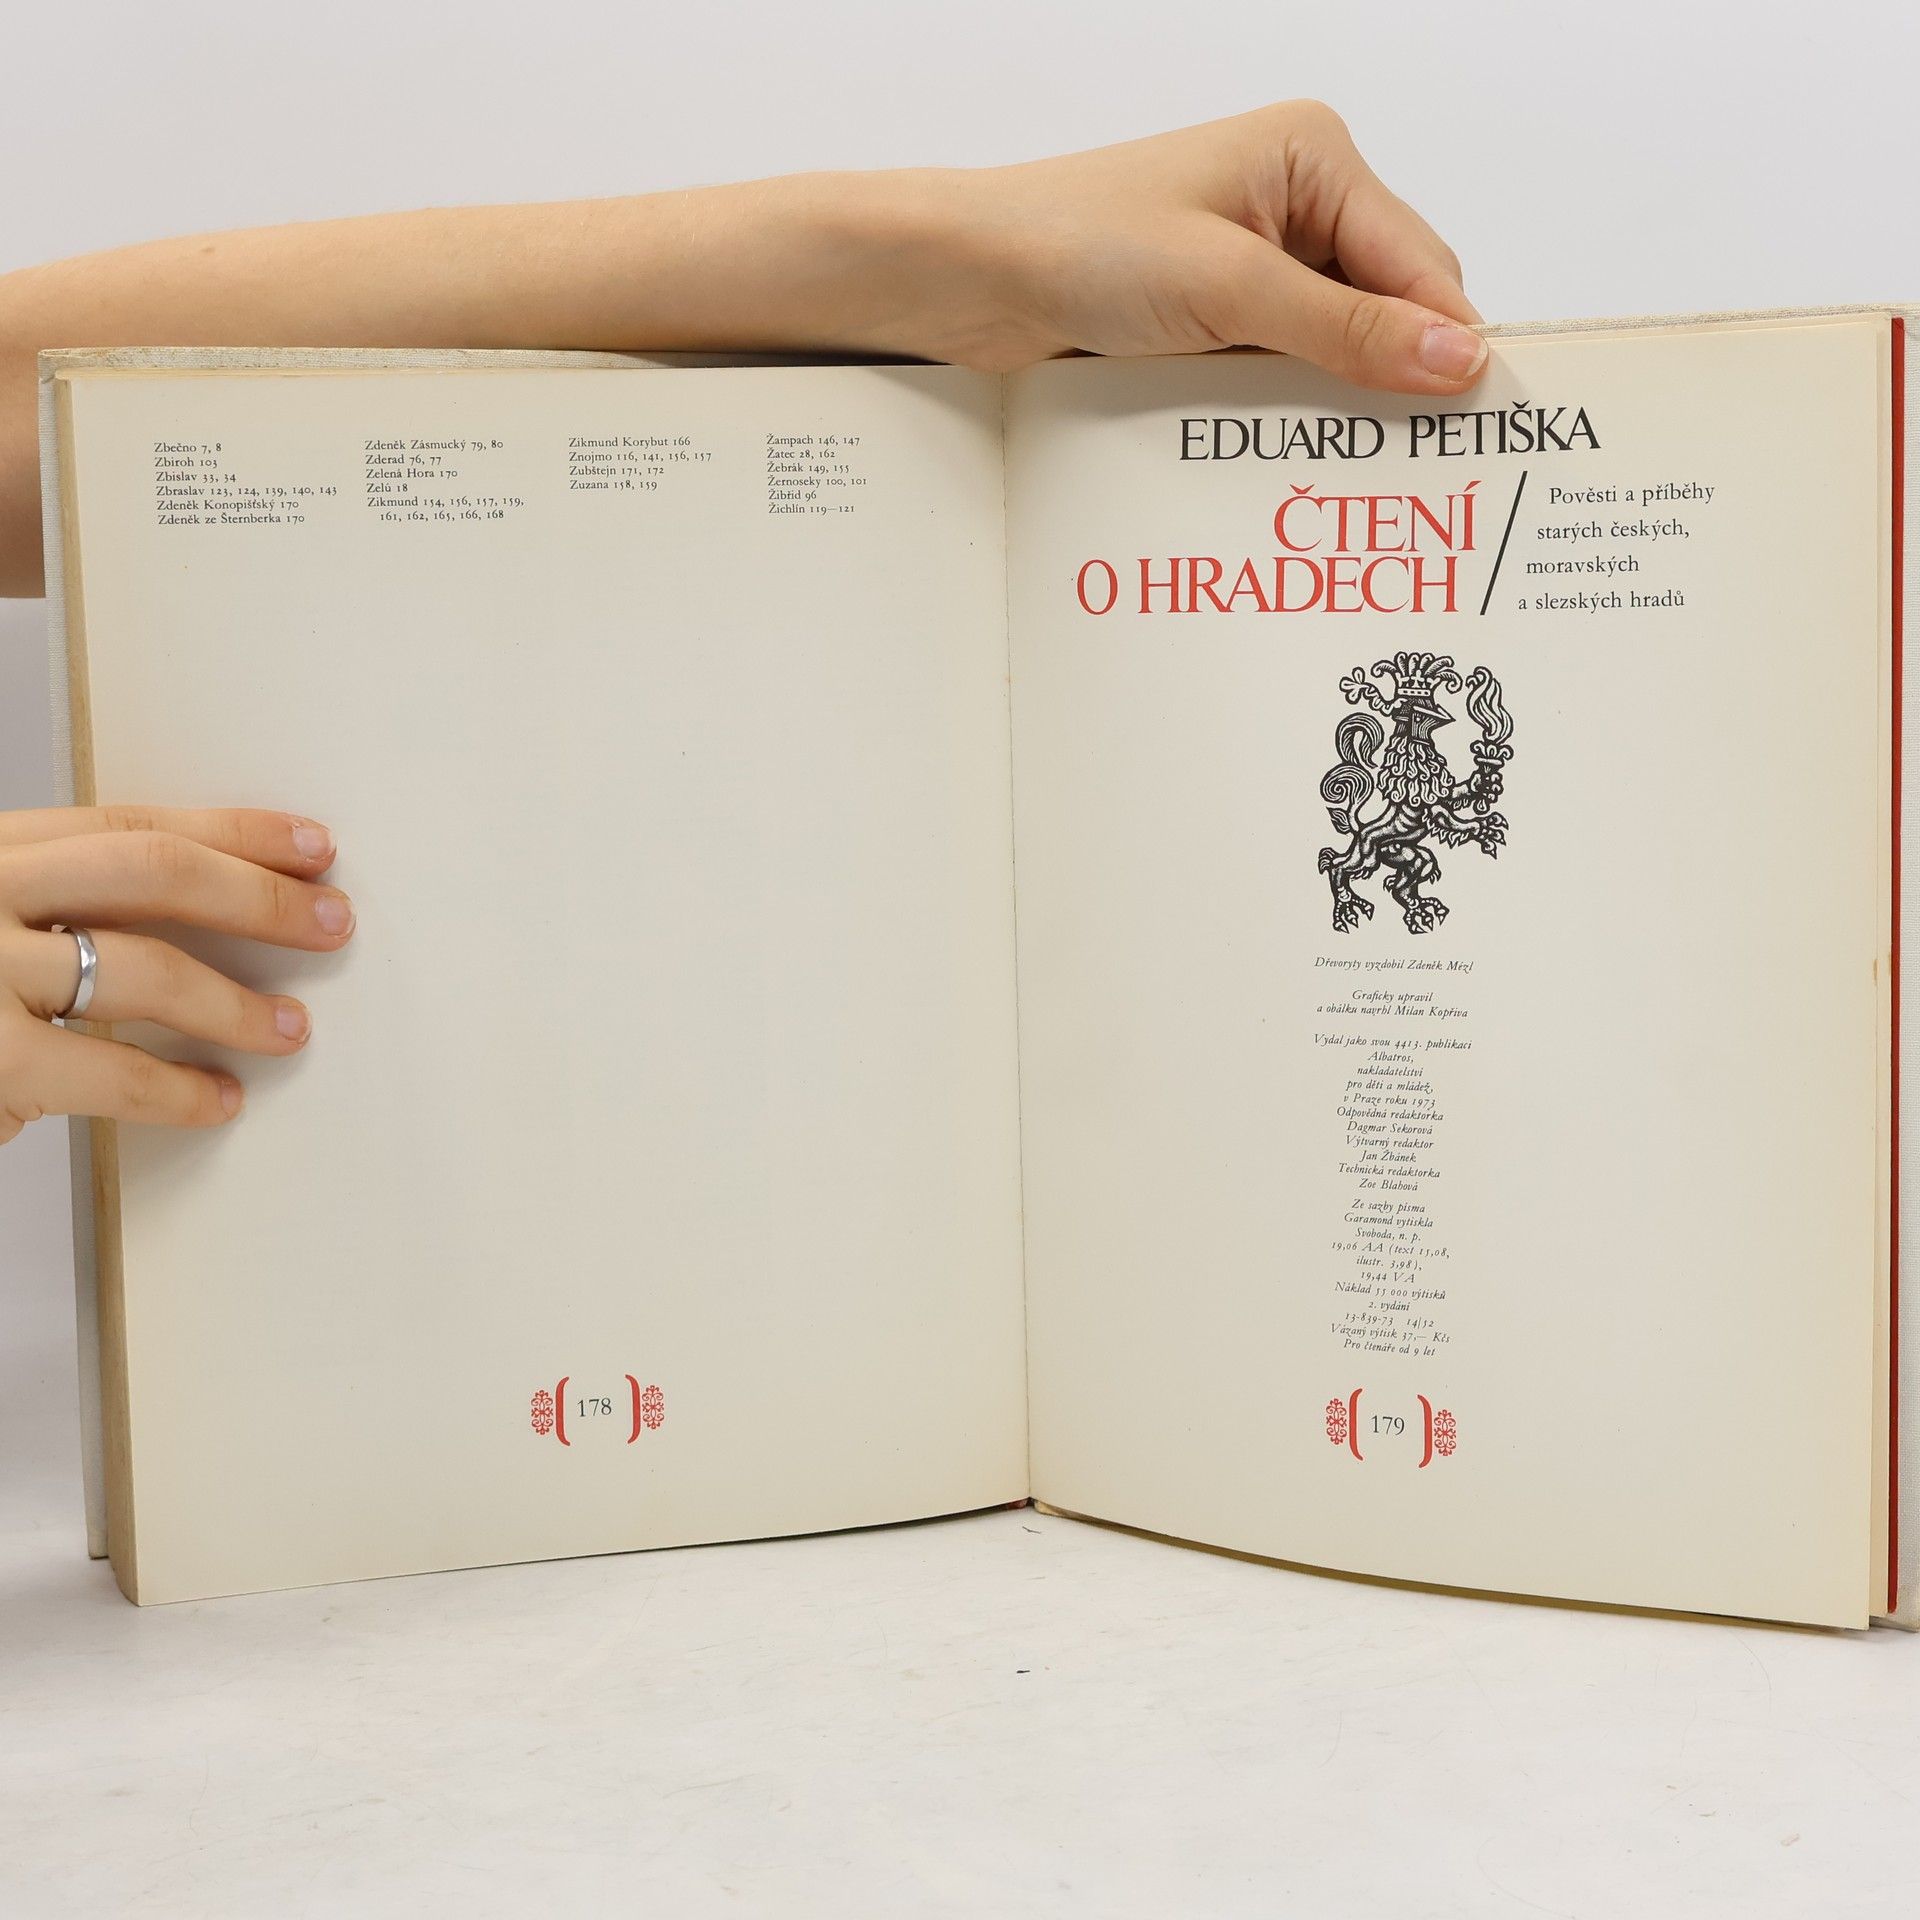 Zbečno 7, 8
Zbiroh 103
Zbislav 33, 34
Zbraslav 123, 124, 139, 140, 143
Zdeněk Konopišťský 170
Zdeněk ze Šternberka 170
Zdeněk Zásmucký 79, 80
Zderad 76, 77
Zelená Hora 170
Zelů 18
Zikmund 154, 156, 157, 159,
161, 162, 165, 166, 168
Zikmund Korybut 166
Znojmo 116, 141, 156, 157
Zubštejn 171, 172
Zuzana 158, 159
Žampach 146, 147
Žatec 28, 162
Žebrák 149, 155
Žernoseky 100, 101
Žibřid 96
Žichlín 119—121
178
EDUARD PETIŠKA
ČTENÍ
O HRADECH
Pověsti a příběhy
starých českých,
moravských
a slezských hradů
Dřevoryty vyzdobil Zdeněk Mézl
Graficky upravil
a obálku navrhl Milan Kopřiva
Vydal jako svou 4413. publikaci
Albatros,
nakladatelství
pro děti a mládež,
v Praze roku 1973
Odpovědná redaktorka
Dagmar Sekorová
Výtvarný redaktor
Jan Žbánek
Technická redaktorka
Zoe Blahová
Ze sazby písma
Garamond vytiskla
Svoboda, n. p.
19,06 AA (text 15,08,
ilustr. 3,98),
19,44 VA
Náklad 55 000 výtisků
2. vydání
13-839-73 14/52
Vázaný výtisk 37,— Kčs
Pro čtenáře od 9 let
179